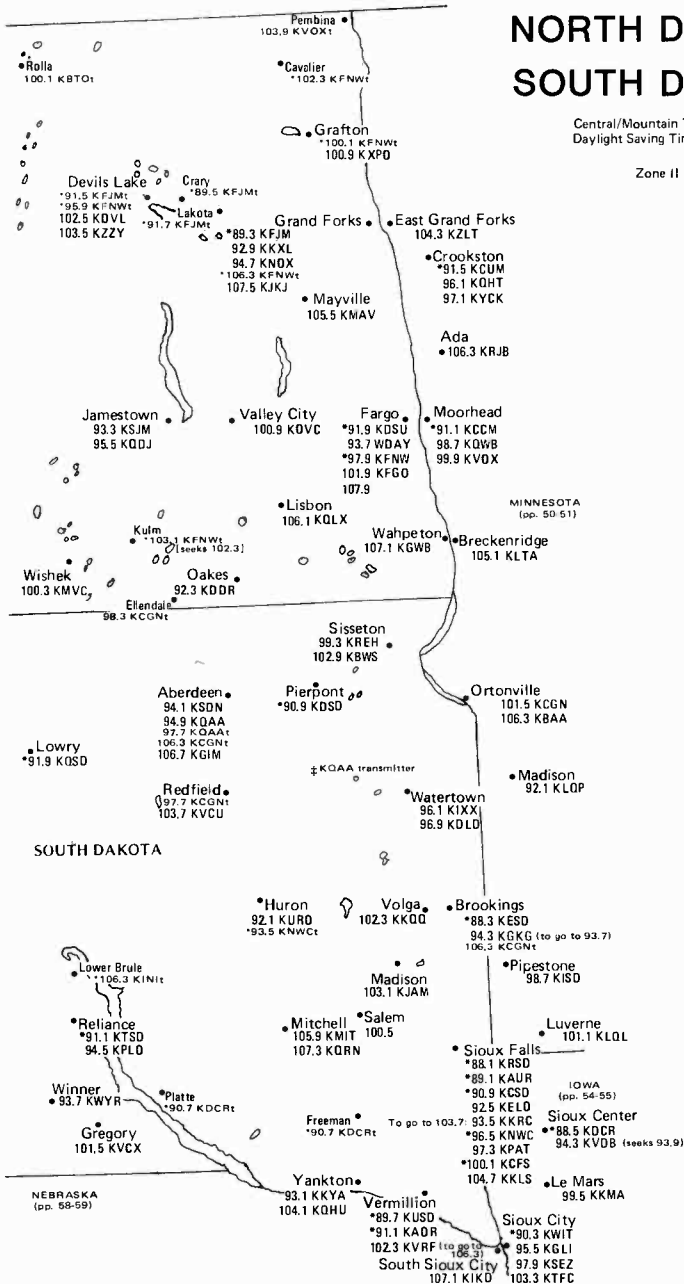 NORTH D
SOUTH D
Central/Mountain T
Daylight Saving Tin
Zone II
Pembina
103.9 KVOXt
Rolla
100.1 KBTOt
Cavalier
*102.3 KFNWt
Grafton
*100.1 KFNWt
100.9 KXPO
Devils Lake
*91.5 KFJMt
*95.9 KFNWt
102.5 KDVL
103.5 KZZY
Crary
*89.5 KFJMt
Lakota
*91.7 KFJMt
Grand Forks
*89.3 KFJM
92.9 KKXL
94.7 KNOX
*106.3 KFNWt
107.5 KJKJ
East Grand Forks
104.3 KZLT
Crookston
*91.5 KCUM
96.1 KQHT
97.1 KYCK
Mayville
105.5 KMAV
Ada
106.3 KRJB
Jamestown
93.3 KSJM
95.5 KQDJ
Valley City
100.9 KOVC
Fargo
*91.9 KDSU
93.7 WDAY
*97.9 KFNW
101.9 KFGO
107.9
Moorhead
*91.1 KCCM
98.7 KQWB
99.9 KVOX
Lisbon
106.1 KQLX
MINNESOTA
(pp. 50-51)
Kulm
*103.1 KFNWt
[seeks 102.3]
Wahpeton
107.1 KGWB
Breckenridge
105.1 KLTA
Wishek
100.3 KMVC
Oakes
92.3 KDDR
Ellendale
98.3 KCGNt
Sisseton
99.3 KREH
102.9 KBWS
Aberdeen
94.1 KSDN
94.9 KQAA
97.7 KQAAt
106.3 KCGNt
106.7 KGIM
Pierpont
*90.9 KDSD
Ortonville
101.5 KCGN
106.3 KBAA
Lowry
*91.9 KQSD
‡KQAA transmitter
Madison
92.1 KLQP
Redfield
97.7 KCGNt
103.7 KVCU
Watertown
96.1 KIXX
96.9 KDLO
SOUTH DAKOTA
Huron
92.1 KURO
*93.5 KNWCt
Volga
102.3 KKQQ
Brookings
*88.3 KESD
94.3 KGKG (to go to 93.7)
106.3 KCGNt
Lower Brule
*106.3 KINIt
Madison
103.1 KJAM
Pipestone
98.7 KISD
Reliance
*91.1 KTSD
94.5 KPLO
Mitchell
105.9 KMIT
107.3 KQRN
Salem
100.5
Luverne
101.1 KLQL
Sioux Falls
*88.1 KRSD
*89.1 KAUR
*90.9 KCSD
92.5 KELO
To go to 103.7: 93.5 KKRC
*96.5 KNWC
97.3 KPAT
*100.1 KCFS
104.7 KKLS
IOWA
(pp. 54-55)
Winner
93.7 KWYR
Platte
*90.7 KDCRt
Freeman
*90.7 KDCRt
Sioux Center
*88.5 KDCR
94.3 KVDB (seeks 93.9)
Gregory
101.5 KVCX
NEBRASKA
(pp. 58-59)
Yankton
93.1 KKYA
104.1 KQHU
Le Mars
99.5 KKMA
Vermillion
*89.7 KUSD
*91.1 KAOR
102.3 KVRF (to go to
106.3)
Sioux City
*90.3 KWIT
95.5 KGLI
97.9 KSEZ
103.3 KTFC
South Sioux City
107.1 KIKD